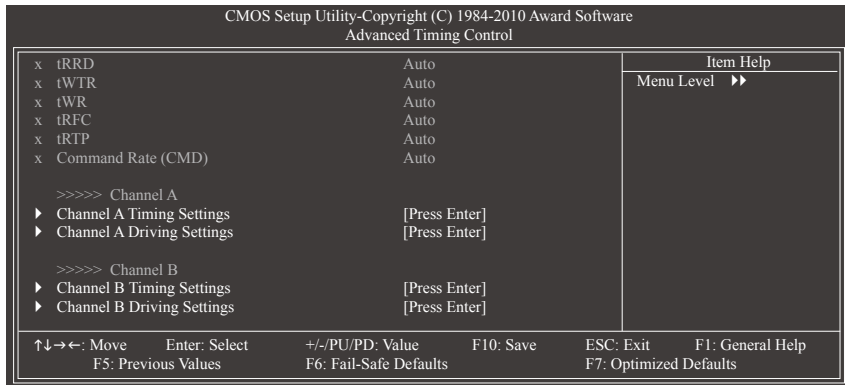 CMOS Setup Utility-Copyright (C) 1984-2010 Award Software
Advanced Timing Control
x tRRD Auto
x tWTR Auto
x tWR Auto
x tRFC Auto
x tRTP Auto
x Command Rate (CMD) Auto
>>>>> Channel A
Channel A Timing Settings [Press Enter]
Channel A Driving Settings [Press Enter]
>>>>> Channel B
Channel B Timing Settings [Press Enter]
Channel B Driving Settings [Press Enter]
Item Help
Menu Level
↑↓→←: Move Enter: Select +/-/PU/PD: Value F10: Save ESC: Exit F1: General Help
F5: Previous Values F6: Fail-Safe Defaults F7: Optimized Defaults